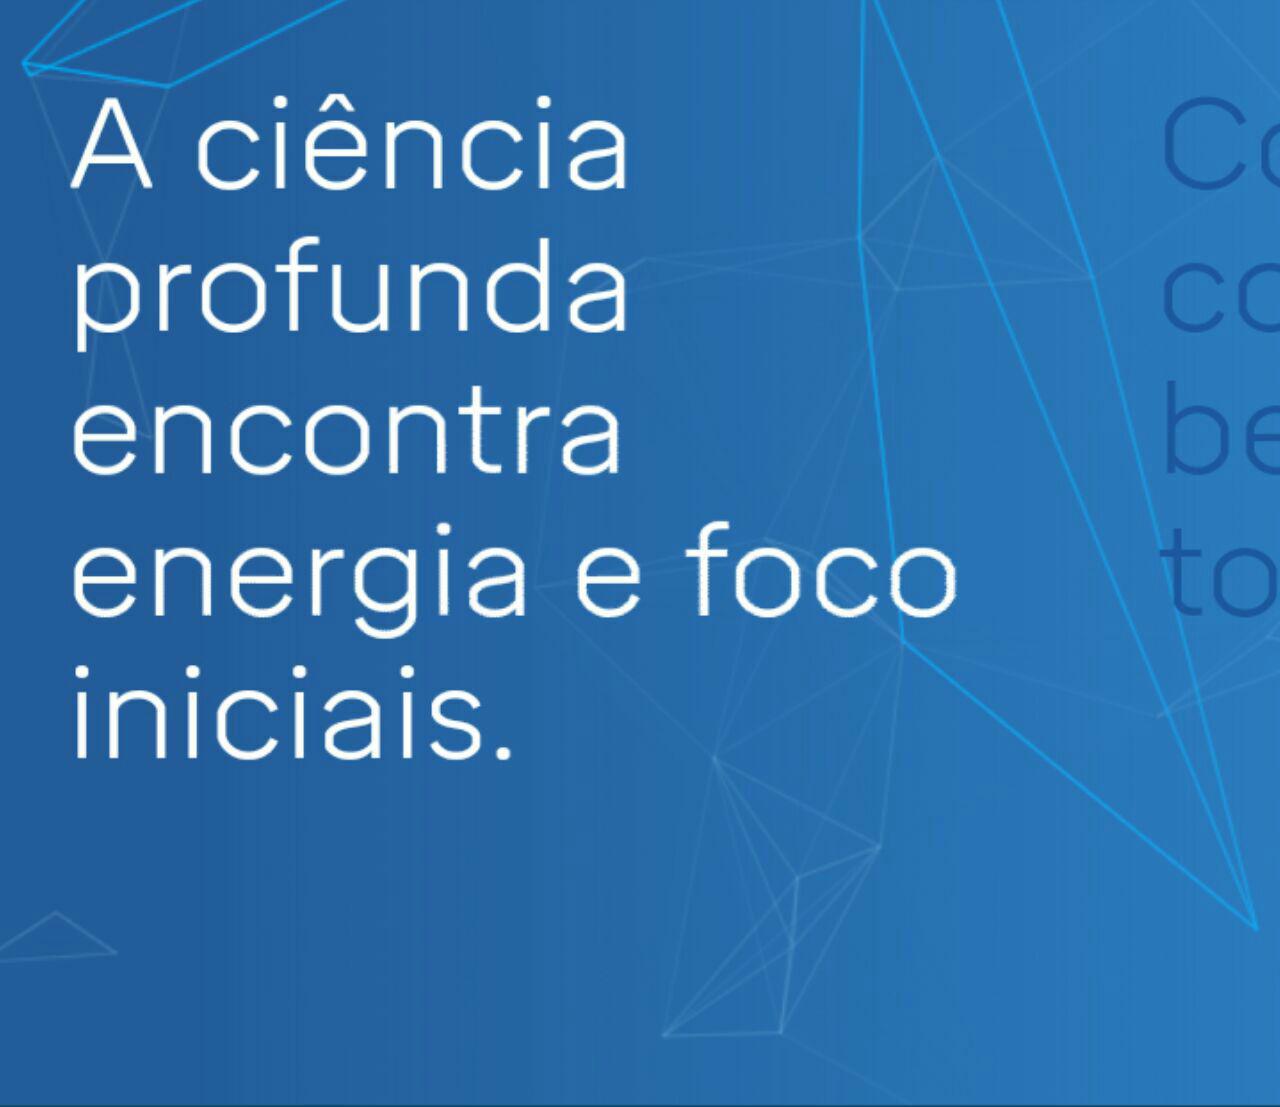 A ciência
profunda
encontra
energia e foco
iniciais.